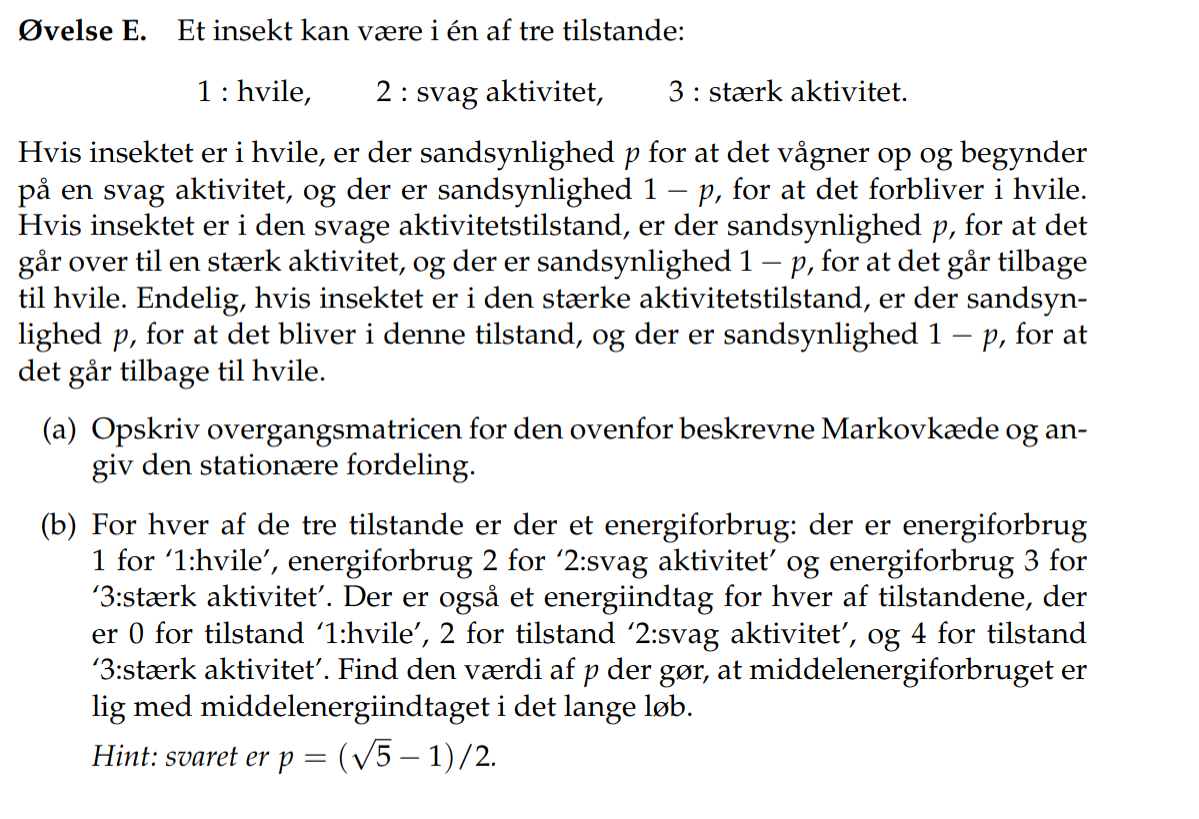 Øvelse E. Et insekt kan være i én af tre tilstande:
1 : hvile, 2 : svag aktivitet, 3 : stærk aktivitet.
Hvis insektet er i hvile, er der sandsynlighed p for at det vågner op og begynder
på en svag aktivitet, og der er sandsynlighed 1 − p, for at det forbliver i hvile.
Hvis insektet er i den svage aktivitetstilstand, er der sandsynlighed p, for at det
går over til en stærk aktivitet, og der er sandsynlighed 1 − p, for at det går tilbage
til hvile. Endelig, hvis insektet er i den stærke aktivitetstilstand, er der sandsyn-
lighed p, for at det bliver i denne tilstand, og der er sandsynlighed 1 − p, for at
det går tilbage til hvile.
(a) Opskriv overgangsmatricen for den ovenfor beskrevne Markovkæde og an-
giv den stationære fordeling.
(b) For hver af de tre tilstande er der et energiforbrug: der er energiforbrug
1 for ‘1:hvile’, energiforbrug 2 for ‘2:svag aktivitet’ og energiforbrug 3 for
‘3:stærk aktivitet’. Der er også et energiindtag for hver af tilstandene, der
er 0 for tilstand ‘1:hvile’, 2 for tilstand ‘2:svag aktivitet’, og 4 for tilstand
‘3:stærk aktivitet’. Find den værdi af p der gør, at middelenergiforbruget er
lig med middelenergiindtaget i det lange løb.
Hint: svaret er p = (√5 − 1)/2.